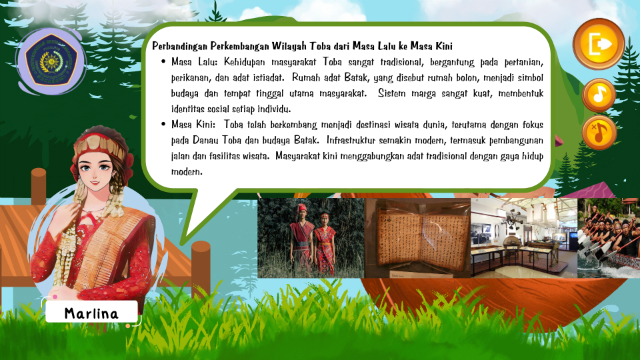 Perbandingan Perkembangan Wilayah Toba dari Masa Lalu ke Masa Kini
• Masa Lalu: Kehidupan masyarakat Toba sangat tradisional, bergantung pada pertanian,
perikanan, dan adat istiadat. Rumah adat Batak, yang disebut rumah bolon, menjadi simbol
budaya dan tempat tinggal utama masyarakat. Sistem marga sangat kuat, membentuk
identitas sosial setiap individu.
• Masa Kini: Toba telah berkembang menjadi destinasi wisata dunia, terutama dengan fokus
pada Danau Toba dan budaya Batak. Infrastruktur semakin modern, termasuk pembangunan
jalan dan fasilitas wisata. Masyarakat kini menggabungkan adat tradisional dengan gaya hidup
modern.
Marlina